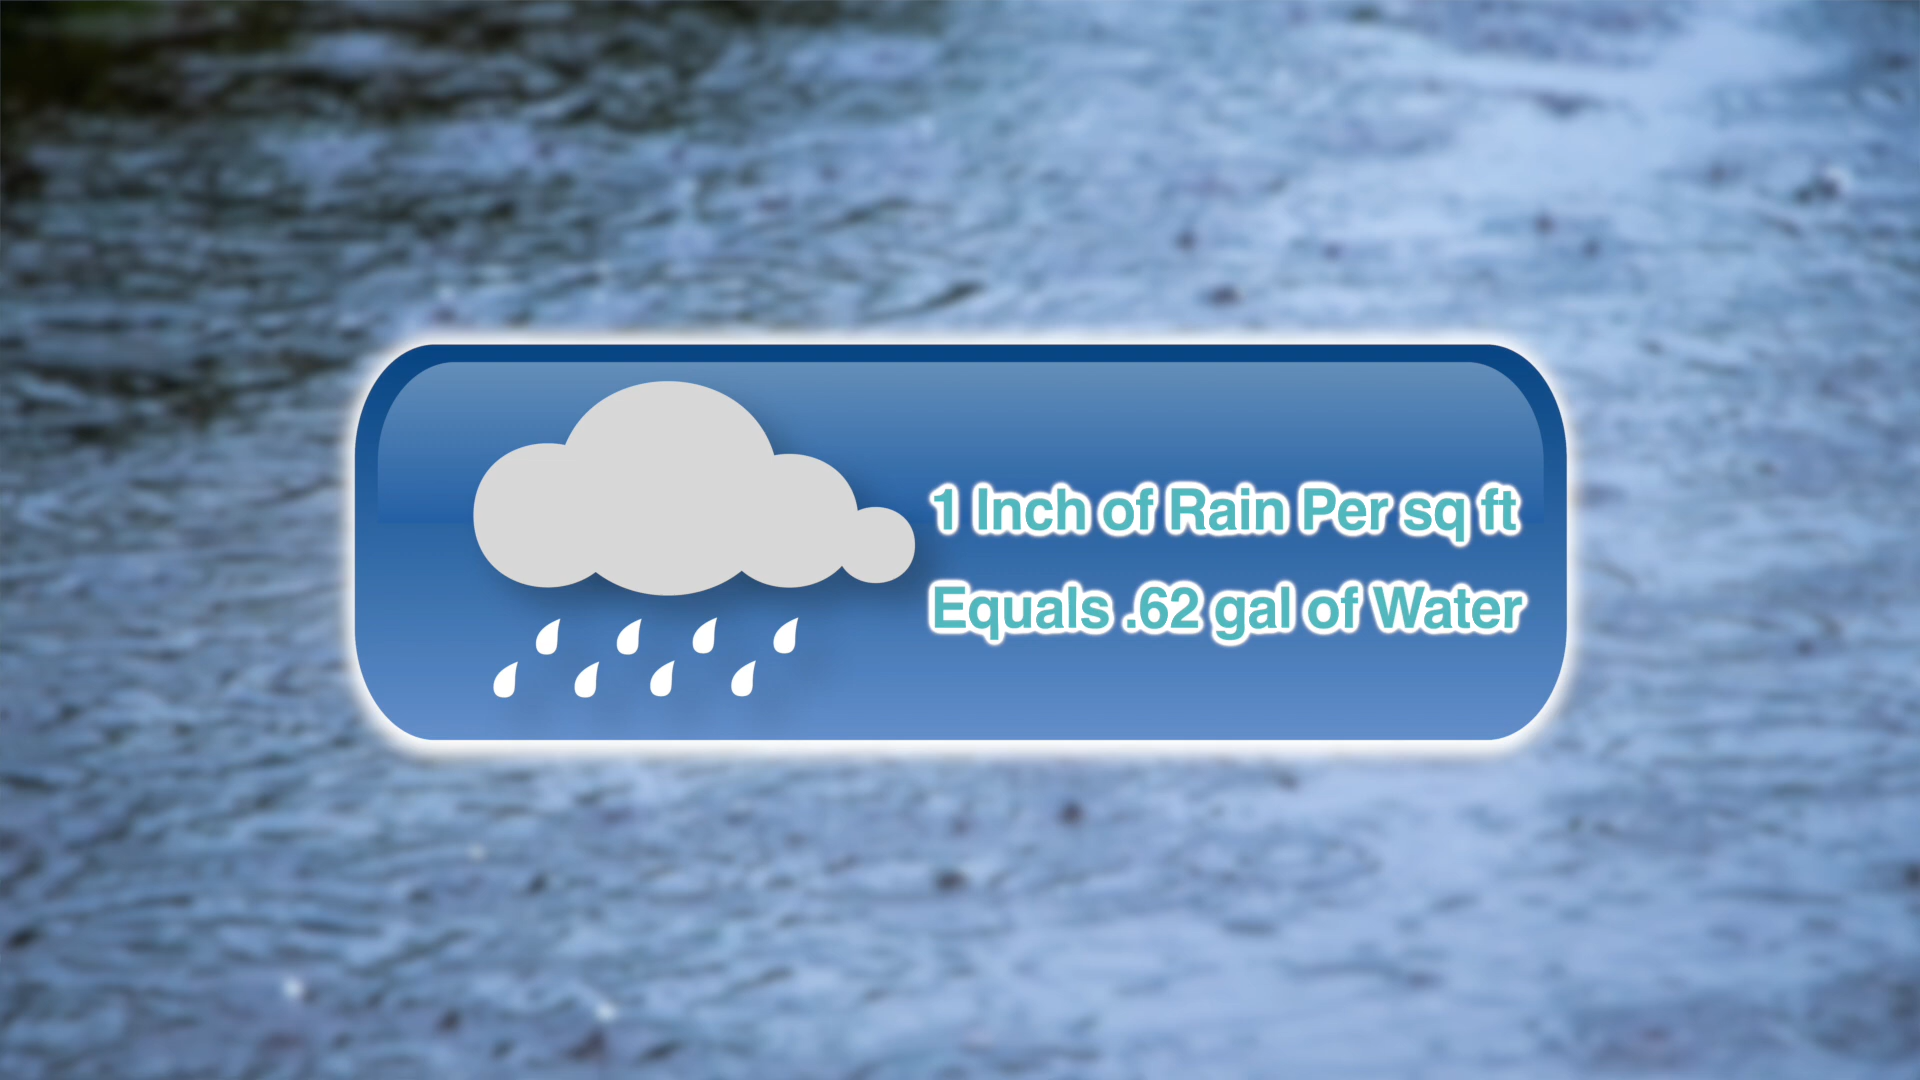 1 Inch of Rain Per sq ft
Equals .62 gal of Water